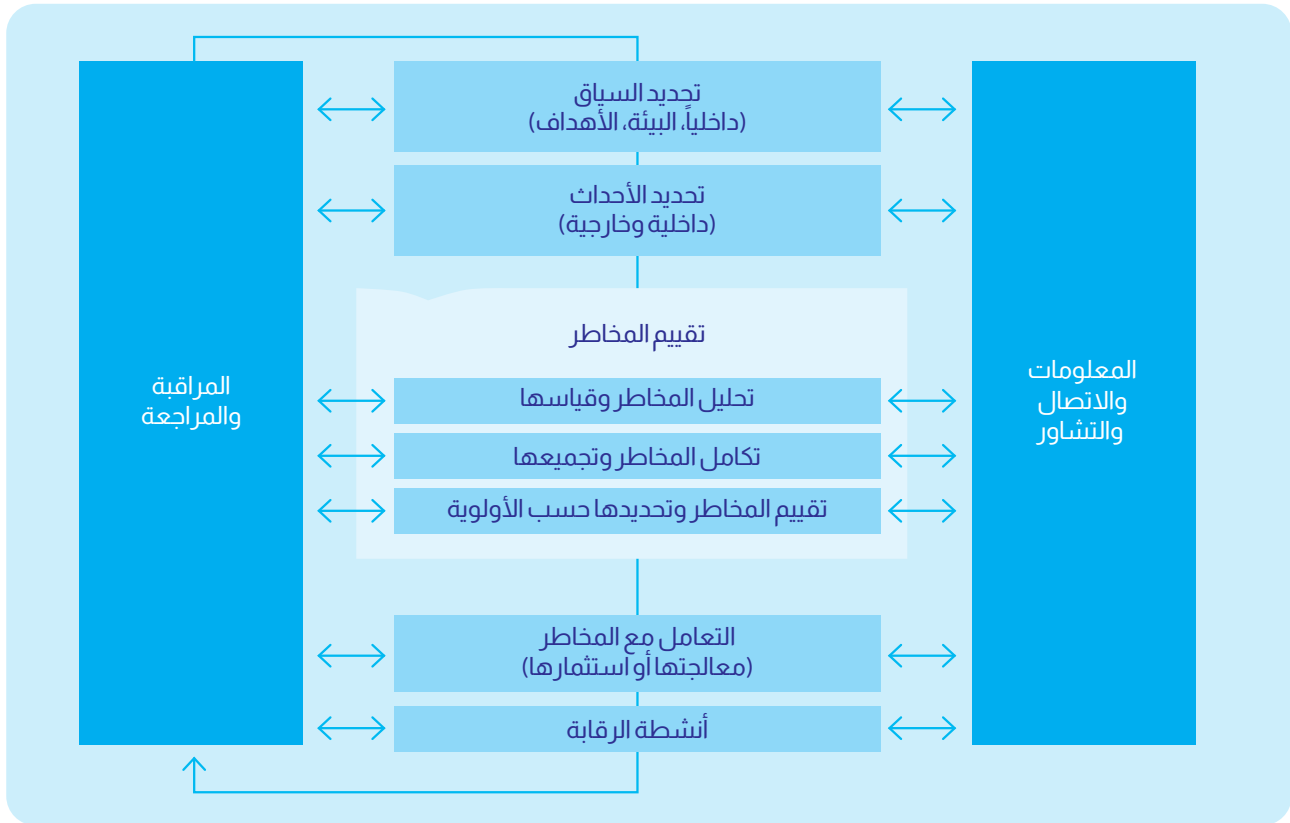 تحديد السياق
(داخلياً، البيئة، الأهداف)
تحديد الأحداث
(داخلية وخارجية)
تقييم المخاطر
تحليل المخاطر وقياسها
تكامل المخاطر وتجميعها
تقييم المخاطر وتحديدها حسب الأولوية
التعامل مع المخاطر
(معالجتها أو استثمارها)
أنشطة الرقابة
المعلومات
والاتصال
والتشاور
المراقبة
والمراجعة